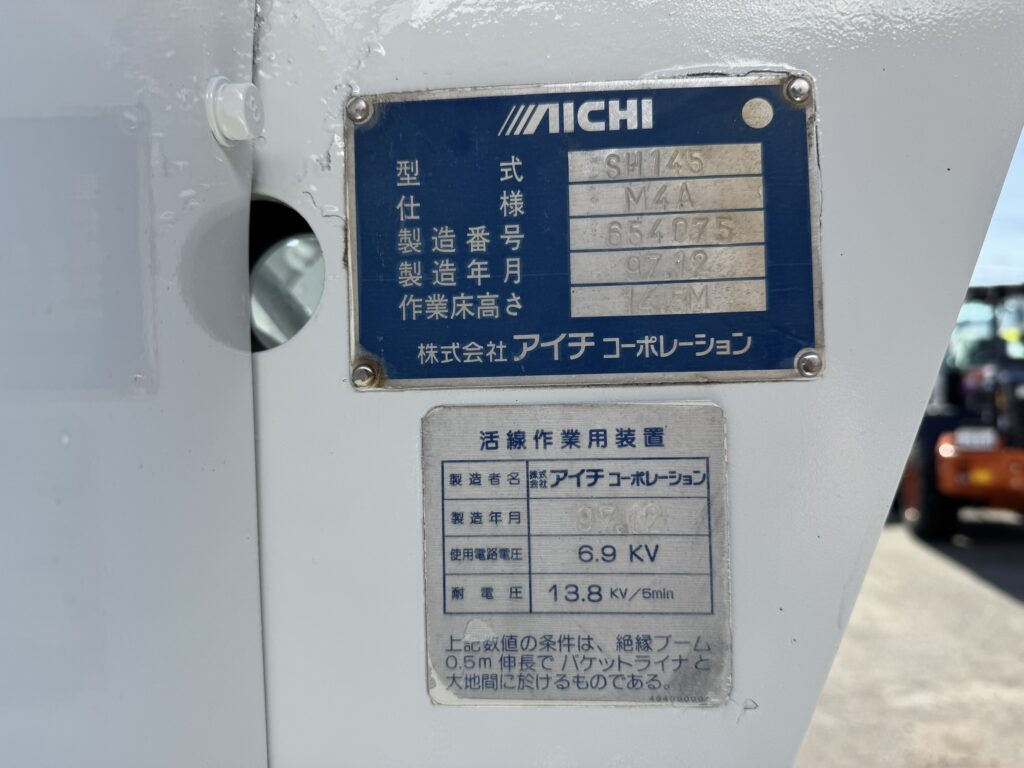 AICHI
型式 SH145
仕様 M4A
製造番号 654075
製造年月 97.12
作業床高さ 14.5M
株式会社 アイチ コーポレーション
活線作業用装置
製造者名 株式会社 アイチ コーポレーション
製造年月 97.12
使用電路電圧 6.9 KV
耐電圧 13.8 KV/5min
上記数値の条件は、絶縁ブーム
0.5m 伸長で バケットライナと
大地間に於けるものである。